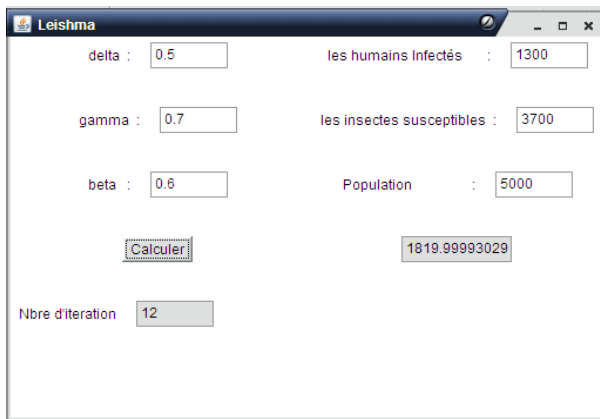 Leishma
delta : 0.5 les humains Infectés : 1300
gamma : 0.7 les insectes susceptibles : 3700
beta : 0.6 Population : 5000
Calculer 1819.99993029
Nbre d'iteration 12